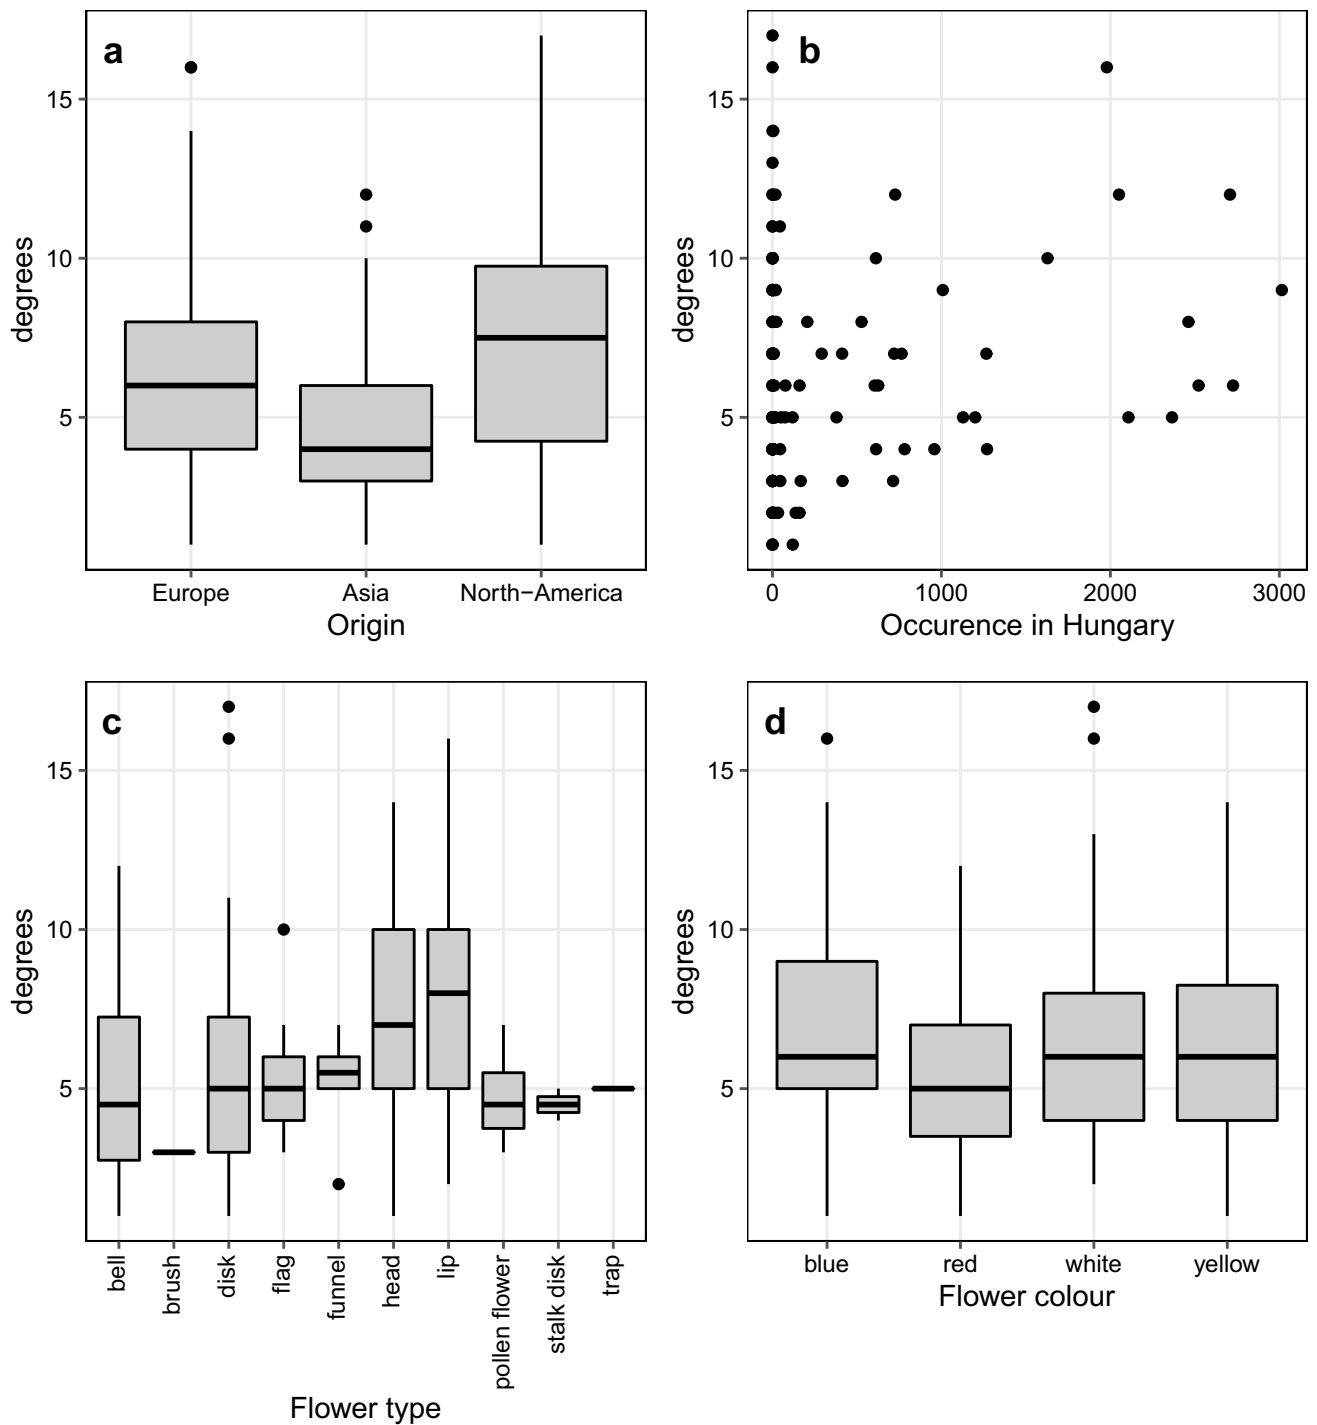 a
15
10
5
degrees
Europe
Asia
North−America
Origin
b
15
10
5
degrees
0
1000
2000
3000
Occurence in Hungary
c
15
10
5
degrees
bell
brush
disk
flag
funnel
head
lip
pollen flower
stalk disk
trap
Flower type
d
15
10
5
degrees
blue
red
white
yellow
Flower colour